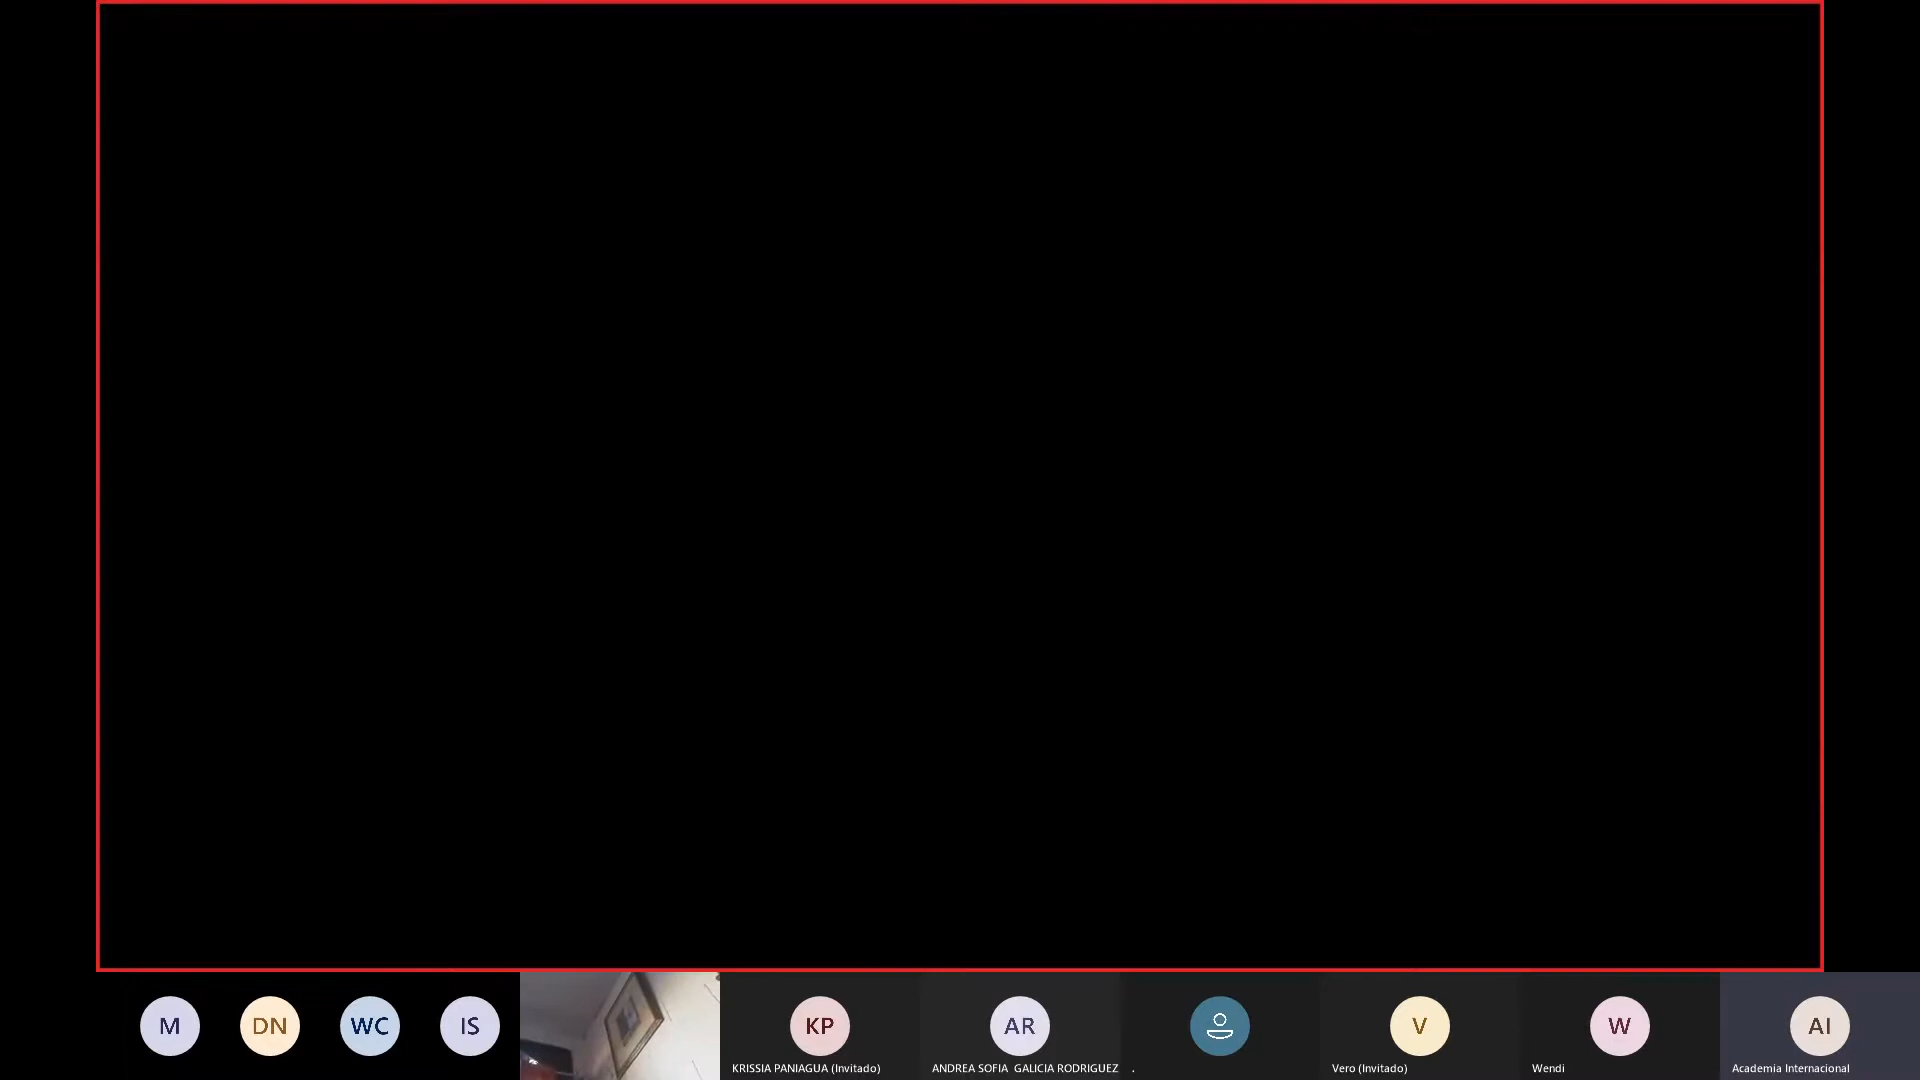 M DN WC IS KP AR V W AI
KRISSIA PANIAGUA (Invitado) ANDREA SOFIA GALICIA RODRIGUEZ . Vero (Invitado) Wendi Academia Internacional